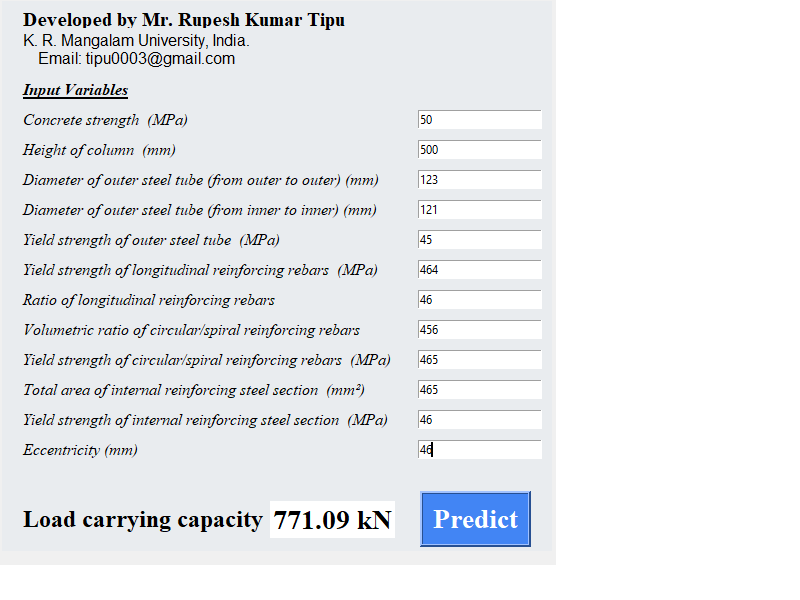 Developed by Mr. Rupesh Kumar Tipu
K. R. Mangalam University, India.
Email: tipu0003@gmail.com
Input Variables
Concrete strength (MPa) 50
Height of column (mm) 500
Diameter of outer steel tube (from outer to outer) (mm) 123
Diameter of outer steel tube (from inner to inner) (mm) 121
Yield strength of outer steel tube (MPa) 45
Yield strength of longitudinal reinforcing rebars (MPa) 464
Ratio of longitudinal reinforcing rebars 46
Volumetric ratio of circular/spiral reinforcing rebars 456
Yield strength of circular/spiral reinforcing rebars (MPa) 465
Total area of internal reinforcing steel section (mm²) 465
Yield strength of internal reinforcing steel section (MPa) 46
Eccentricity (mm) 46
Load carrying capacity 771.09 kN Predict